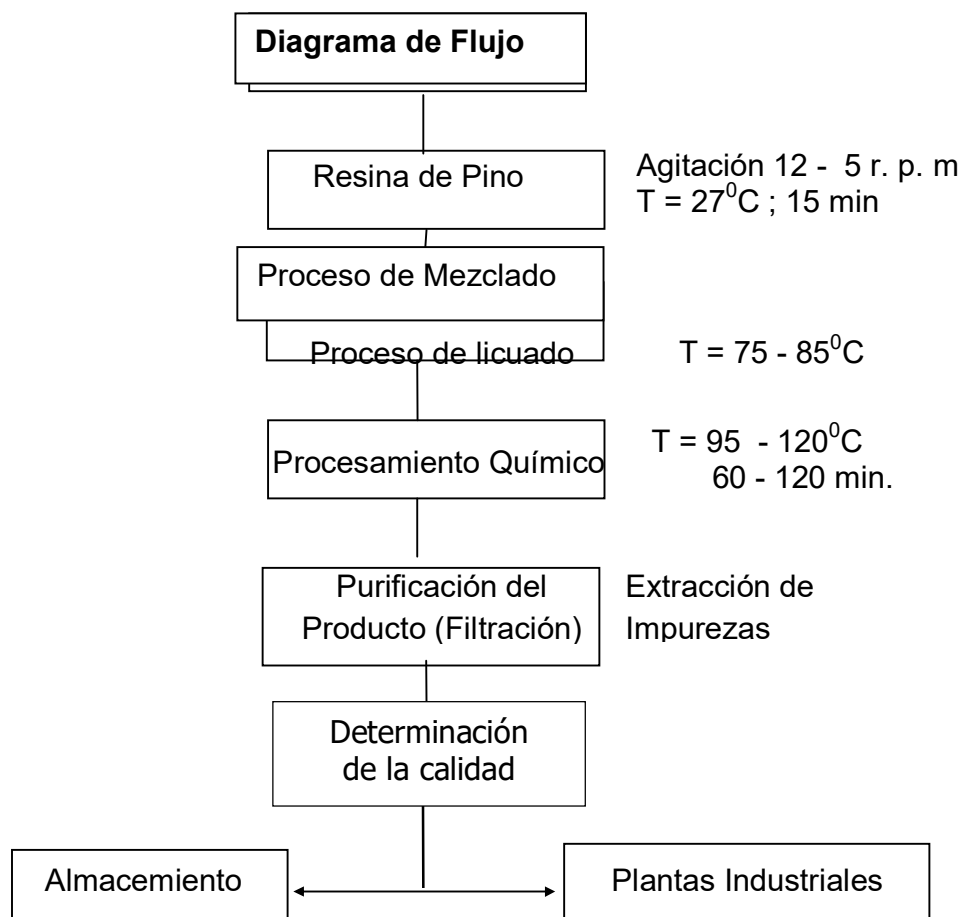 Diagrama de Flujo
Resina de Pino
Agitación 12 - 5 r. p. m
T = 27⁰C ; 15 min
Proceso de Mezclado
Proceso de licuado
T = 75 - 85⁰C
Procesamiento Químico
T = 95 - 120⁰C
60 - 120 min.
Purificación del
Producto (Filtración)
Extracción de
Impurezas
Determinación
de la calidad
Almacemiento
Plantas Industriales